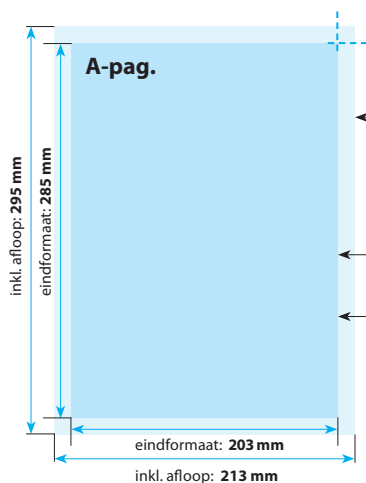 A-pag.
inkl. afloop: 295 mm
eindformaat: 285 mm
eindformaat: 203 mm
inkl. afloop: 213 mm